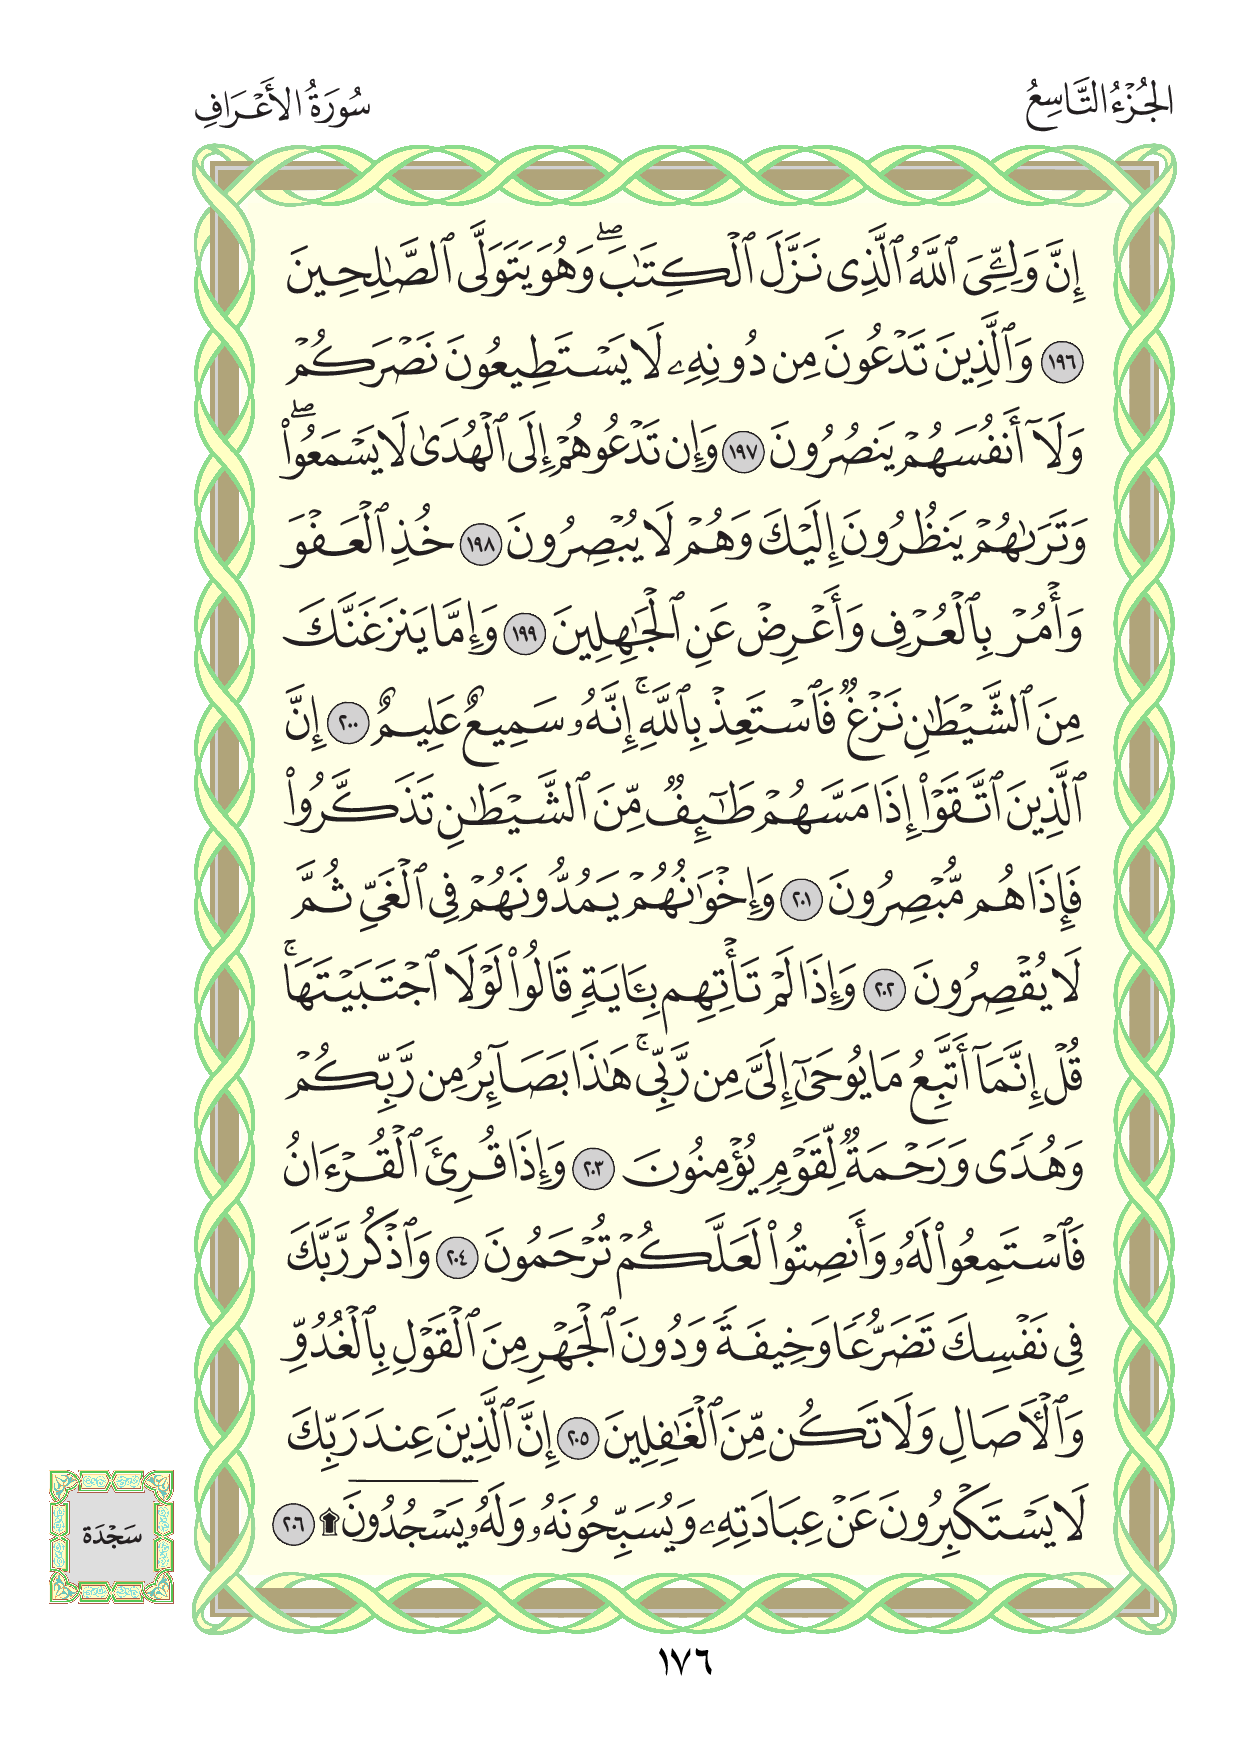 الجُزْءُ التَّاسِعُ
سُورَةُ الأَعْرَافِ
إِنَّ وَلِـِّۧيَ ٱللَّهُ ٱلَّذِي نَزَّلَ ٱلۡكِتَٰبَۖ وَهُوَ يَتَوَلَّى ٱلصَّٰلِحِينَ
١٩٦ وَٱلَّذِينَ تَدۡعُونَ مِن دُونِهِۦ لَا يَسۡتَطِيعُونَ نَصۡرَكُمۡ
وَلَآ أَنفُسَهُمۡ يَنصُرُونَ ١٩٧ وَإِن تَدۡعُوهُمۡ إِلَى ٱلۡهُدَىٰ لَا يَسۡمَعُواْۖ
وَتَرَىٰهُمۡ يَنظُرُونَ إِلَيۡكَ وَهُمۡ لَا يُبۡصِرُونَ ١٩٨ خُذِ ٱلۡعَفۡوَ
وَأۡمُرۡ بِٱلۡعُرۡفِ وَأَعۡرِضۡ عَنِ ٱلۡجَٰهِلِينَ ١٩٩ وَإِمَّا يَنزَغَنَّكَ
مِنَ ٱلشَّيۡطَٰنِ نَزۡغٞ فَٱسۡتَعِذۡ بِٱللَّهِۚ إِنَّهُۥ سَمِيعٌ عَلِيمٌ ٢٠٠ إِنَّ
ٱلَّذِينَ ٱتَّقَوۡاْ إِذَا مَسَّهُمۡ طَٰٓئِفٞ مِّنَ ٱلشَّيۡطَٰنِ تَذَكَّرُواْ
فَإِذَا هُم مُّبۡصِرُونَ ٢٠١ وَإِخۡوَٰنُهُمۡ يَمُدُّونَهُمۡ فِي ٱلۡغَيِّ ثُمَّ
لَا يُقۡصِرُونَ ٢٠٢ وَإِذَا لَمۡ تَأۡتِهِم بِـَٔايَةٖ قَالُواْ لَوۡلَا ٱجۡتَبَيۡتَهَاۚ
قُلۡ إِنَّمَآ أَتَّبِعُ مَا يُوحَىٰٓ إِلَيَّ مِن رَّبِّيۚ هَٰذَا بَصَآئِرُ مِن رَّبِّكُمۡ
وَهُدٗى وَرَحۡمَةٞ لِّقَوۡمٖ يُؤۡمِنُونَ ٢٠٣ وَإِذَا قُرِئَ ٱلۡقُرۡءَانُ
فَٱسۡتَمِعُواْ لَهُۥ وَأَنصِتُواْ لَعَلَّكُمۡ تُرۡحَمُونَ ٢٠٤ وَٱذۡكُر رَّبَّكَ
فِي نَفۡسِكَ تَضَرُّعٗا وَخِيفَةٗ وَدُونَ ٱلۡجَهۡرِ مِنَ ٱلۡقَوۡلِ بِٱلۡغُدُوِّ
وَٱلۡأٓصَالِ وَلَا تَكُن مِّنَ ٱلۡغَٰفِلِينَ ٢٠٥ إِنَّ ٱلَّذِينَ عِندَ رَبِّكَ
لَا يَسۡتَكۡبِرُونَ عَنۡ عِبَادَتِهِۦ وَيُسَبِّحُونَهُۥ وَلَهُۥ يَسۡجُدُونَ۩ ٢٠٦
سَجْدَة
١٧٦